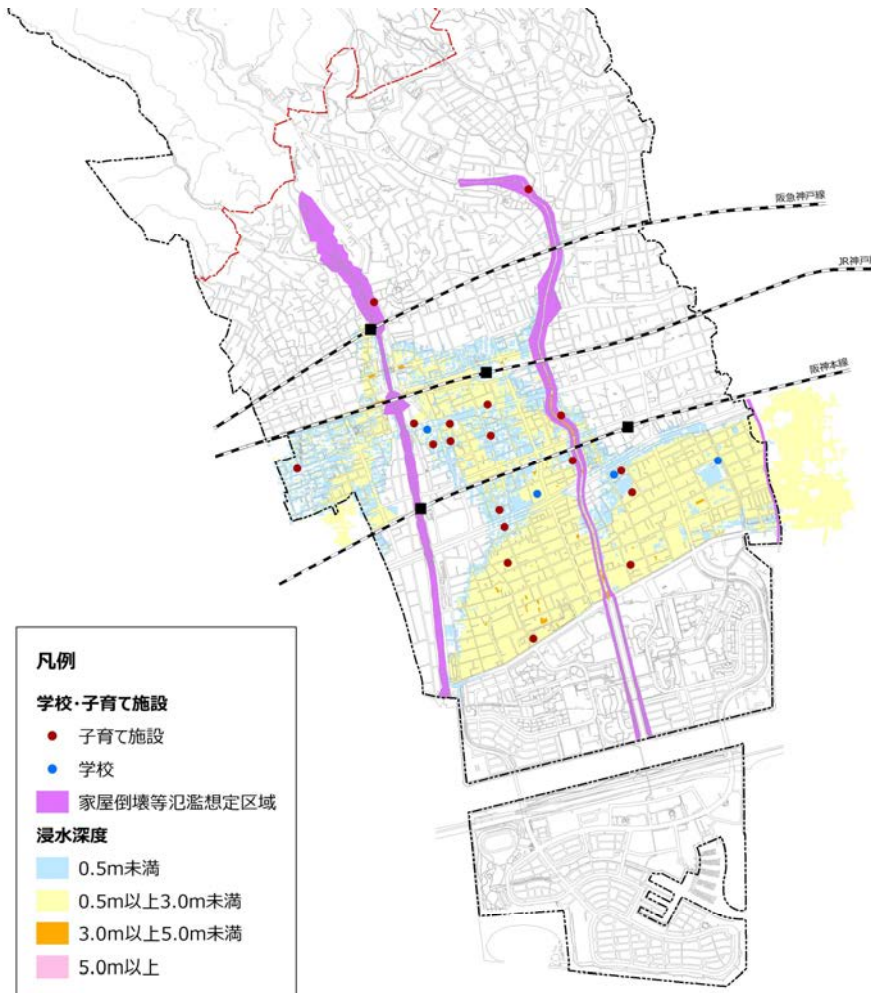 阪急神戸線
JR神戸
阪神本線
凡例
学校・子育て施設
子育て施設
学校
家屋倒壊等氾濫想定区域
浸水深度
0.5m未満
0.5m以上3.0m未満
3.0m以上5.0m未満
5.0m以上